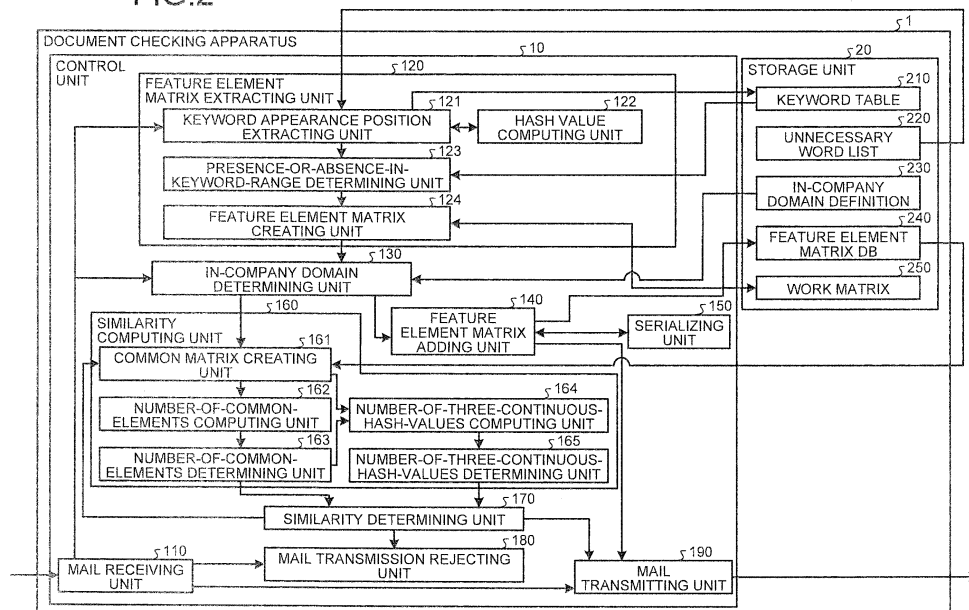 FIG.2
1
DOCUMENT CHECKING APPARATUS
10
20
CONTROL
UNIT
120
STORAGE UNIT
FEATURE ELEMENT
MATRIX EXTRACTING UNIT
121
122
210
KEYWORD APPEARANCE POSITION
EXTRACTING UNIT
HASH VALUE
COMPUTING UNIT
KEYWORD TABLE
220
123
UNNECESSARY
WORD LIST
PRESENCE-OR-ABSENCE-IN-
KEYWORD-RANGE DETERMINING UNIT
230
124
IN-COMPANY
DOMAIN DEFINITION
FEATURE ELEMENT MATRIX
CREATING UNIT
240
130
FEATURE ELEMENT
MATRIX DB
IN-COMPANY DOMAIN
DETERMINING UNIT
250
WORK MATRIX
160
140
150
SIMILARITY
COMPUTING UNIT
FEATURE
ELEMENT MATRIX
ADDING UNIT
SERIALIZING
UNIT
161
COMMON MATRIX CREATING
UNIT
162
164
NUMBER-OF-COMMON-
ELEMENTS COMPUTING UNIT
NUMBER-OF-THREE-CONTINUOUS-
HASH-VALUES COMPUTING UNIT
163
165
NUMBER-OF-COMMON-
ELEMENTS DETERMINING UNIT
NUMBER-OF-THREE-CONTINUOUS-
HASH-VALUES DETERMINING UNIT
170
SIMILARITY DETERMINING UNIT
110
180
190
MAIL RECEIVING
UNIT
MAIL TRANSMISSION REJECTING
UNIT
MAIL
TRANSMITTING UNIT